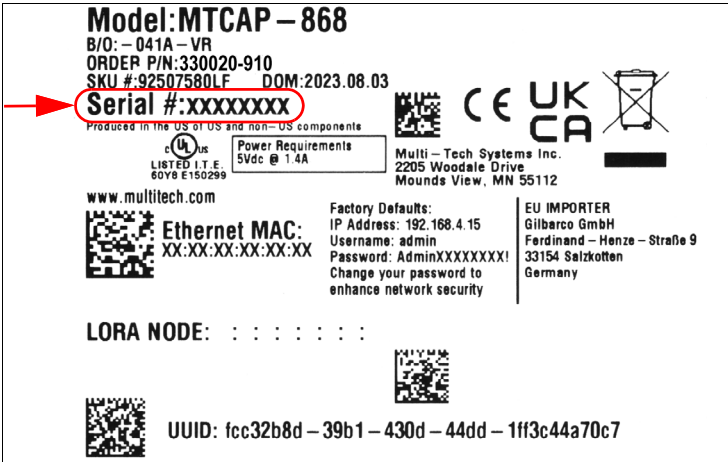 Model:MTCAP-868
B/O:-041A-VR
ORDER P/N:330020-910
SKU #:92507580LF DOM:2023.08.03
Serial #:XXXXXXXX
Produced in the US of US and non-US components
C UL US
LISTED I.T.E.
60Y8 E150299
Power Requirements
5Vdc @ 1.4A
CE UK CA
Multi-Tech Systems Inc.
2205 Woodale Drive
Mounds View, MN 55112
www.multitech.com
Ethernet MAC:
XX:XX:XX:XX:XX:XX
Factory Defaults:
IP Address: 192.168.4.15
Username: admin
Password: AdminXXXXXXXX!
Change your password to
enhance network security
EU IMPORTER
Gilbarco GmbH
Ferdinand-Henze-Straße 9
33154 Salzkotten
Germany
LORA NODE: : : : : : : :
UUID: fcc32b8d-39b1-430d-44dd-1ff3c44a70c7